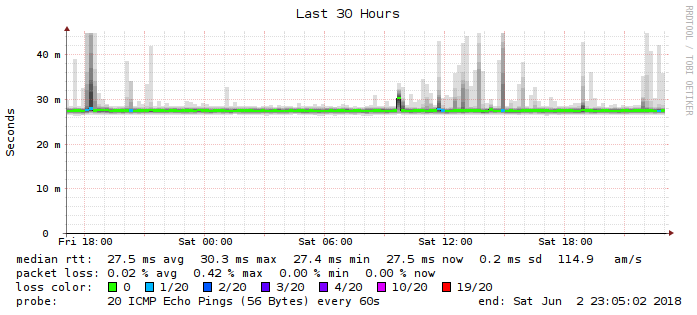 Last 30 Hours
RRDTOOL / TOBI OETIKER
Seconds
40 m
30 m
20 m
10 m
0
Fri 18:00 Sat 00:00 Sat 06:00 Sat 12:00 Sat 18:00
median rtt: 27.5 ms avg 30.3 ms max 27.4 ms min 27.5 ms now 0.2 ms sd 114.9 am/s
packet loss: 0.02 % avg 0.42 % max 0.00 % min 0.00 % now
loss color: 0 1/20 2/20 3/20 4/20 10/20 19/20
probe: 20 ICMP Echo Pings (56 Bytes) every 60s end: Sat Jun 2 23:05:02 2018